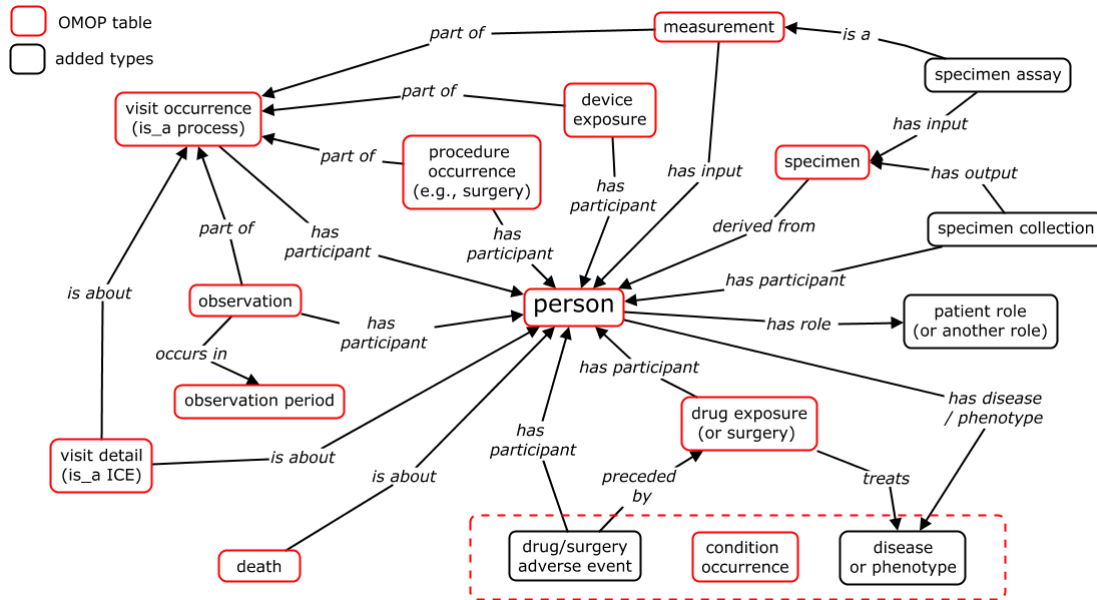 OMOP table
added types
measurement
part of
is a
specimen assay
visit occurrence
(is_a process)
part of
device
exposure
has input
part of
procedure
occurrence
(e.g., surgery)
specimen
has output
has input
has
participant
derived from
specimen collection
part of
has
participant
has
participant
has participant
is about
observation
person
has
participant
has role
patient role
(or another role)
occurs in
has participant
observation period
drug exposure
(or surgery)
has disease
/ phenotype
has
participant
visit detail
(is_a ICE)
is about
is about
preceded
by
treats
death
drug/surgery
adverse event
condition
occurrence
disease
or phenotype